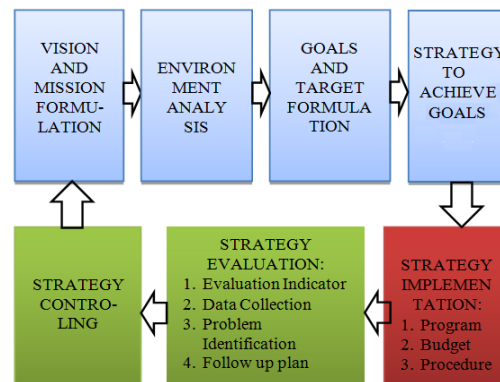 VISION
AND
MISSION
FORMU-
LATION
ENVIRON
MENT
ANALY
SIS
GOALS
AND
TARGET
FORMULA
TION
STRATEGY
TO
ACHIEVE
GOALS
STRATEGY
IMPLEMEN
TATION:
1. Program
2. Budget
3. Procedure
STRATEGY
EVALUATION:
1. Evaluation Indicator
2. Data Collection
3. Problem
Identification
4. Follow up plan
STRATEGY
CONTRO-
LING